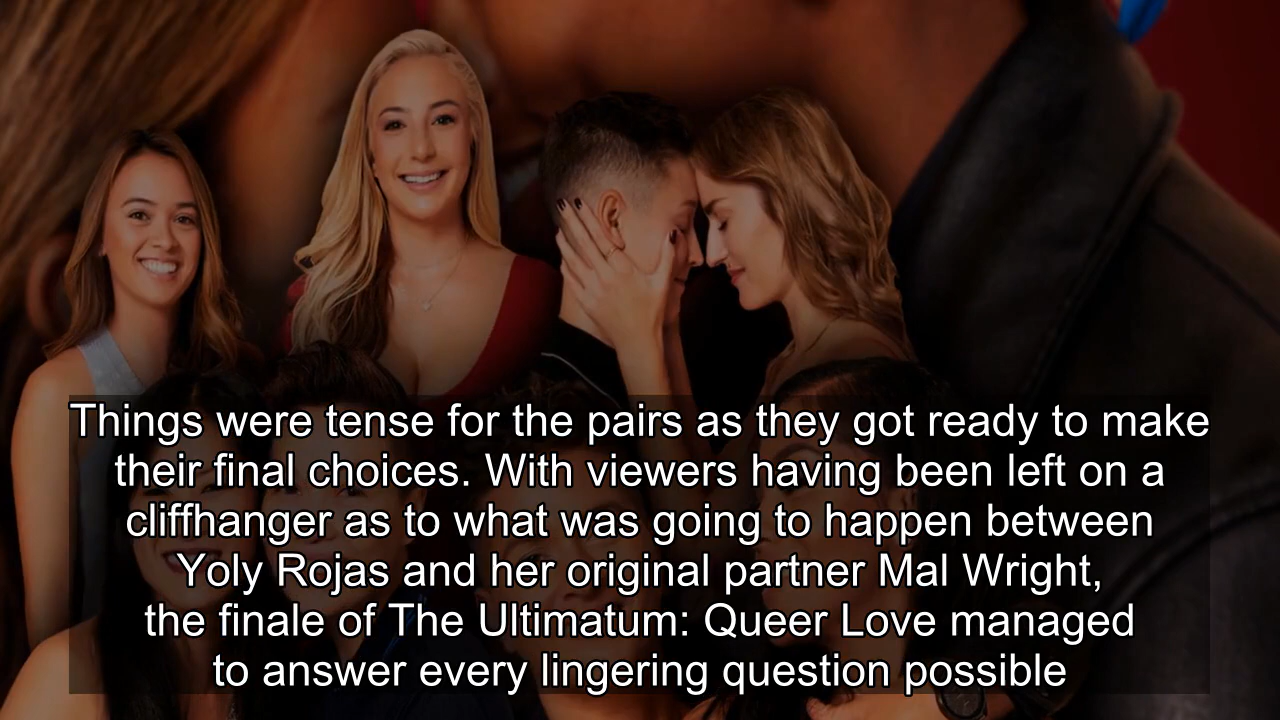 Things were tense for the pairs as they got ready to make
their final choices. With viewers having been left on a
cliffhanger as to what was going to happen between
Yoly Rojas and her original partner Mal Wright,
the finale of The Ultimatum: Queer Love managed
to answer every lingering question possible